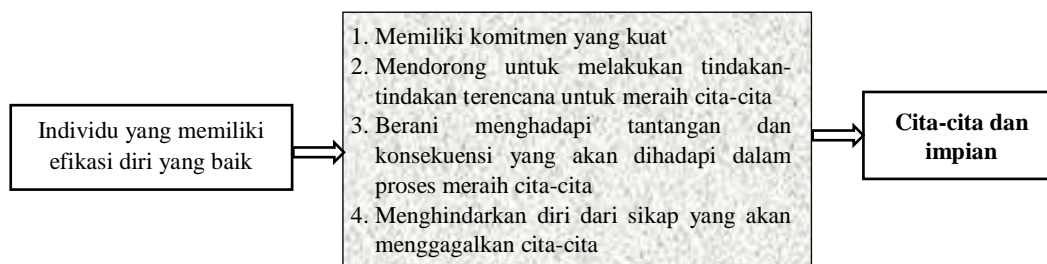 Individu yang memiliki
efikasi diri yang baik
1. Memiliki komitmen yang kuat
2. Mendorong untuk melakukan tindakan-
tindakan terencana untuk meraih cita-cita
3. Berani menghadapi tantangan dan
konsekuensi yang akan dihadapi dalam
proses meraih cita-cita
4. Menghindarkan diri dari sikap yang akan
menggagalkan cita-cita
Cita-cita dan
impian